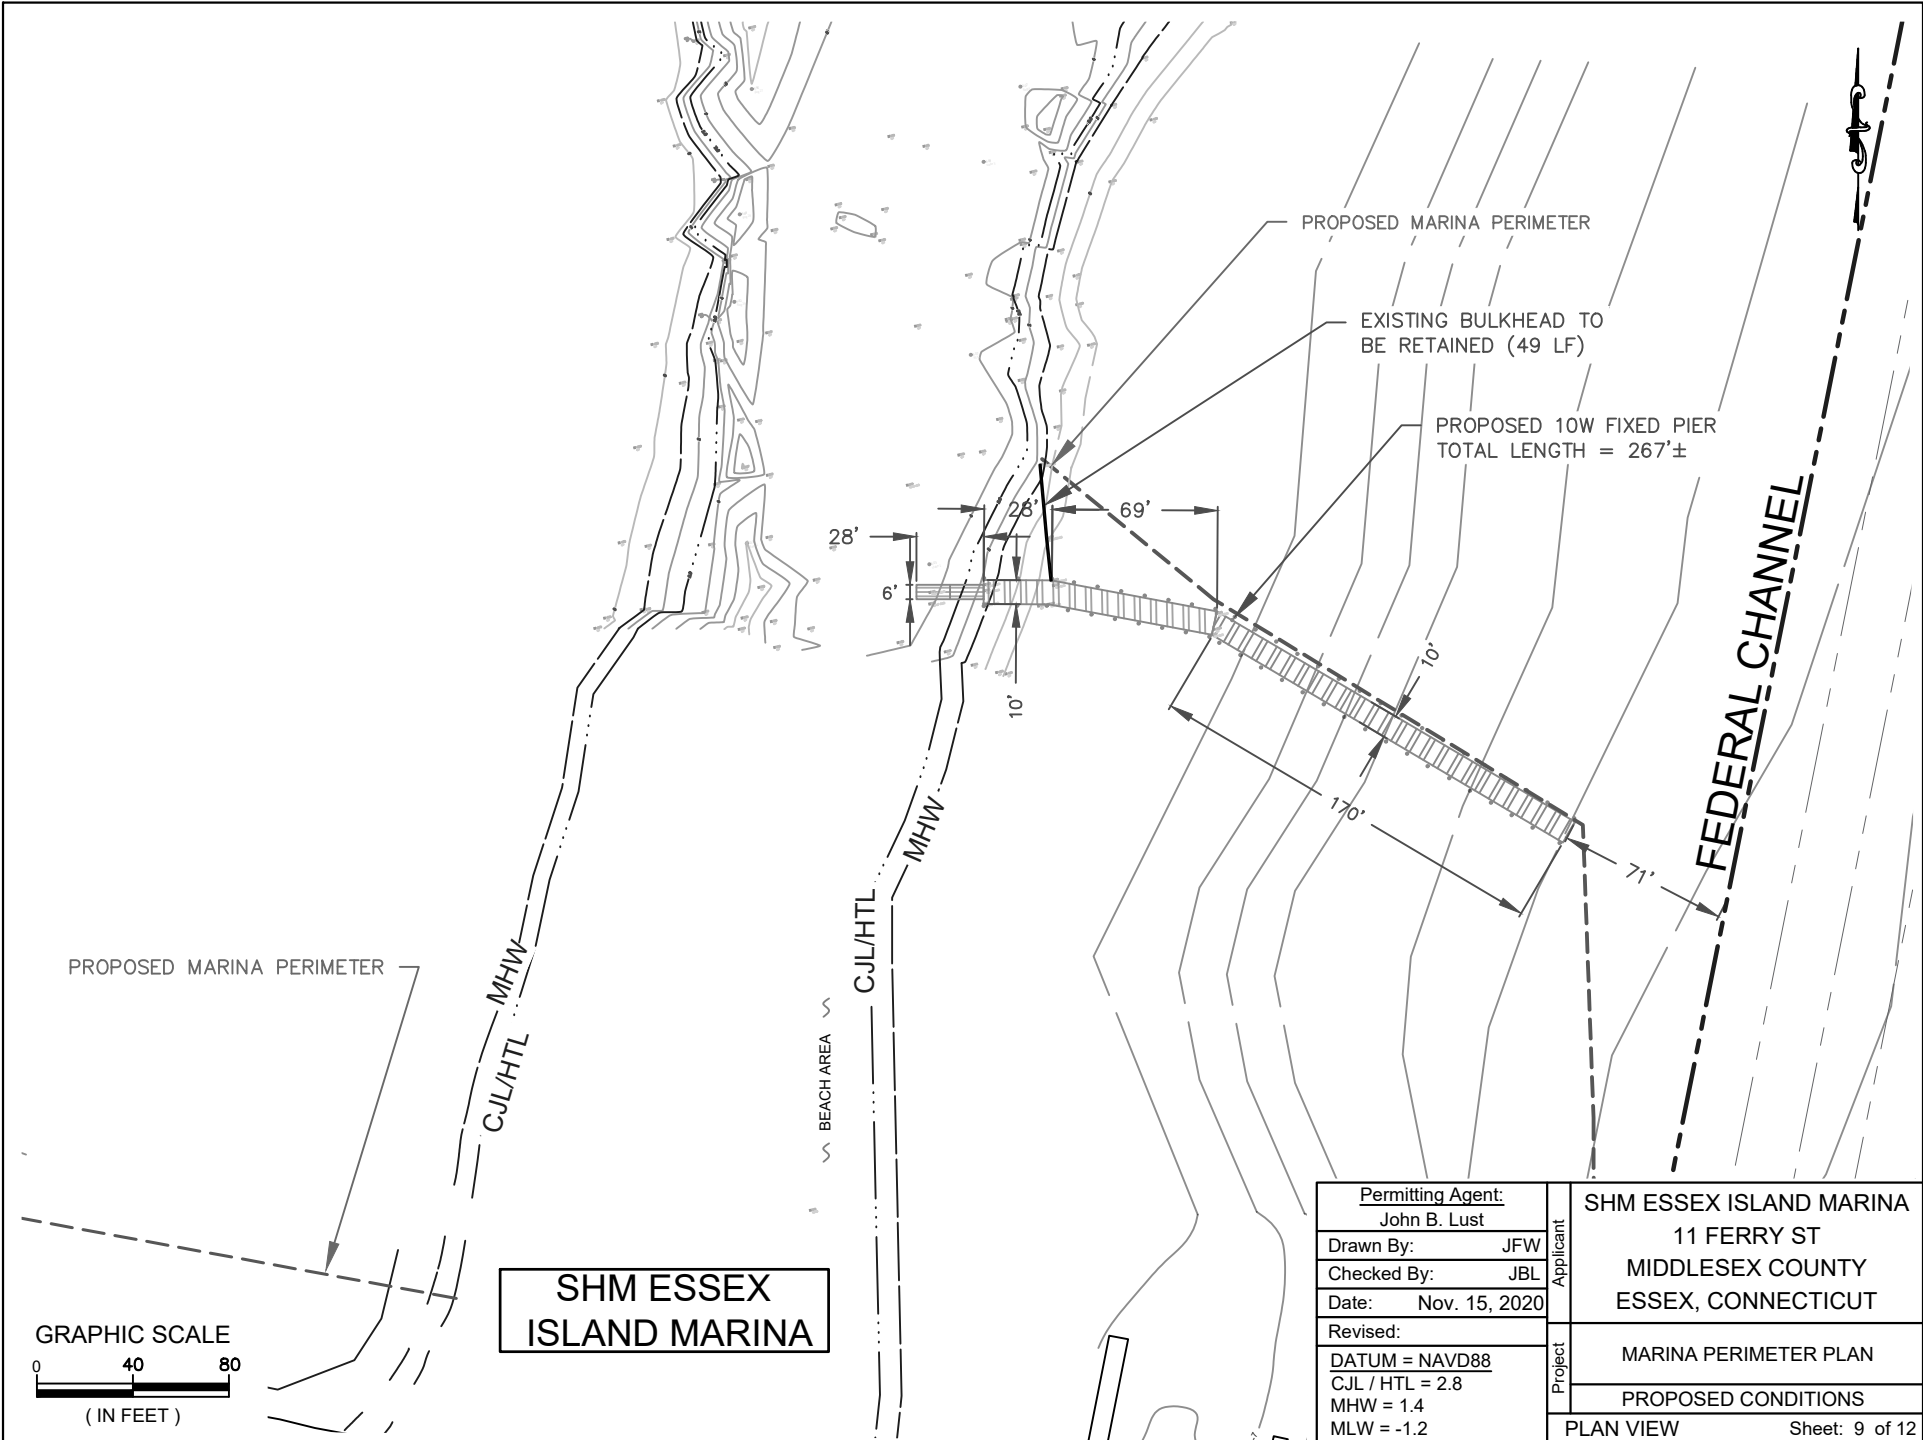 PROPOSED MARINA PERIMETER
EXISTING BULKHEAD TO
BE RETAINED (49 LF)
PROPOSED 10W FIXED PIER
TOTAL LENGTH = 267'±
28'
69'
28'
6'
10'
10'
170'
71'
FEDERAL CHANNEL
MHW
CJL/HTL
MHW
CJL/HTL
BEACH AREA
PROPOSED MARINA PERIMETER
SHM ESSEX
ISLAND MARINA
GRAPHIC SCALE
0 40 80
( IN FEET )
Permitting Agent:
John B. Lust
Drawn By: JFW
Checked By: JBL
Date: Nov. 15, 2020
Revised:
DATUM = NAVD88
CJL / HTL = 2.8
MHW = 1.4
MLW = -1.2
Applicant
SHM ESSEX ISLAND MARINA
11 FERRY ST
MIDDLESEX COUNTY
ESSEX, CONNECTICUT
Project
MARINA PERIMETER PLAN
PROPOSED CONDITIONS
PLAN VIEW Sheet: 9 of 12